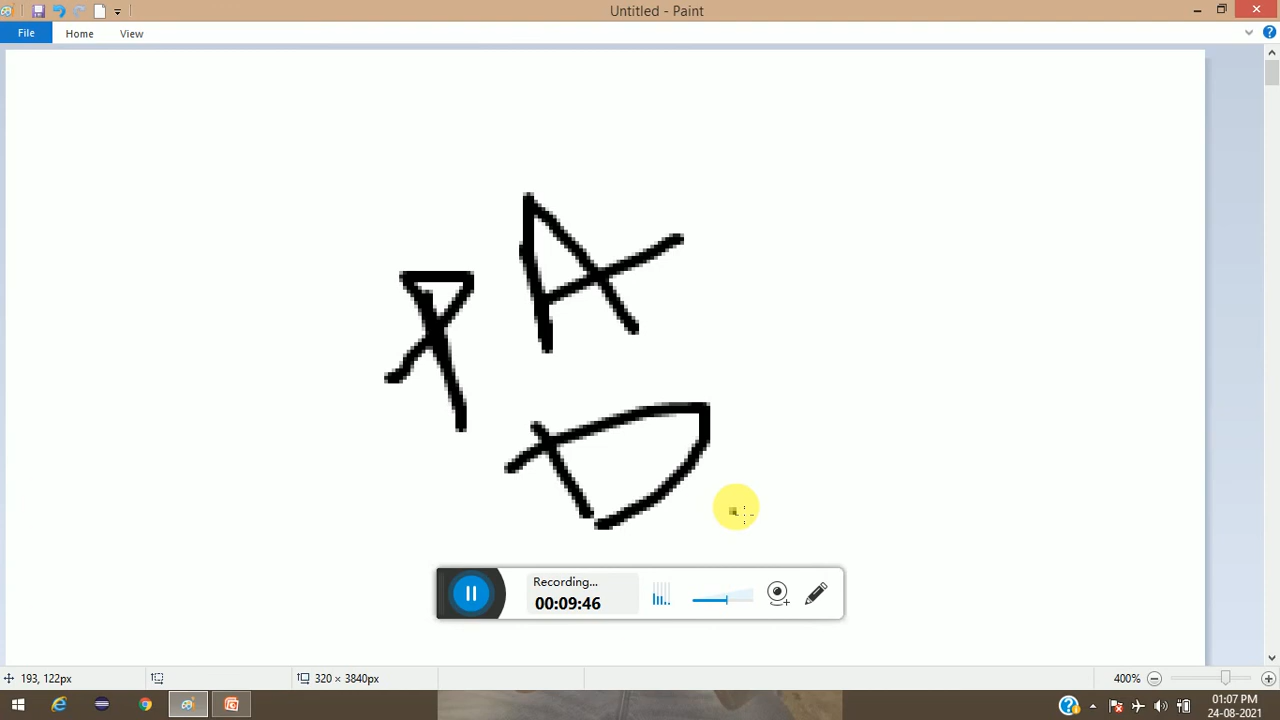 Untitled - Paint
File Home View
A
Recording...
00:09:46
193, 122px 320 × 3840px 400%
01:07 PM
24-08-2021